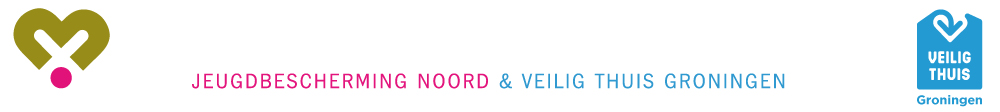 JEUGDBESCHERMING NOORD & VEILIG THUIS GRONINGEN
VEILIG
THUIS
Groningen